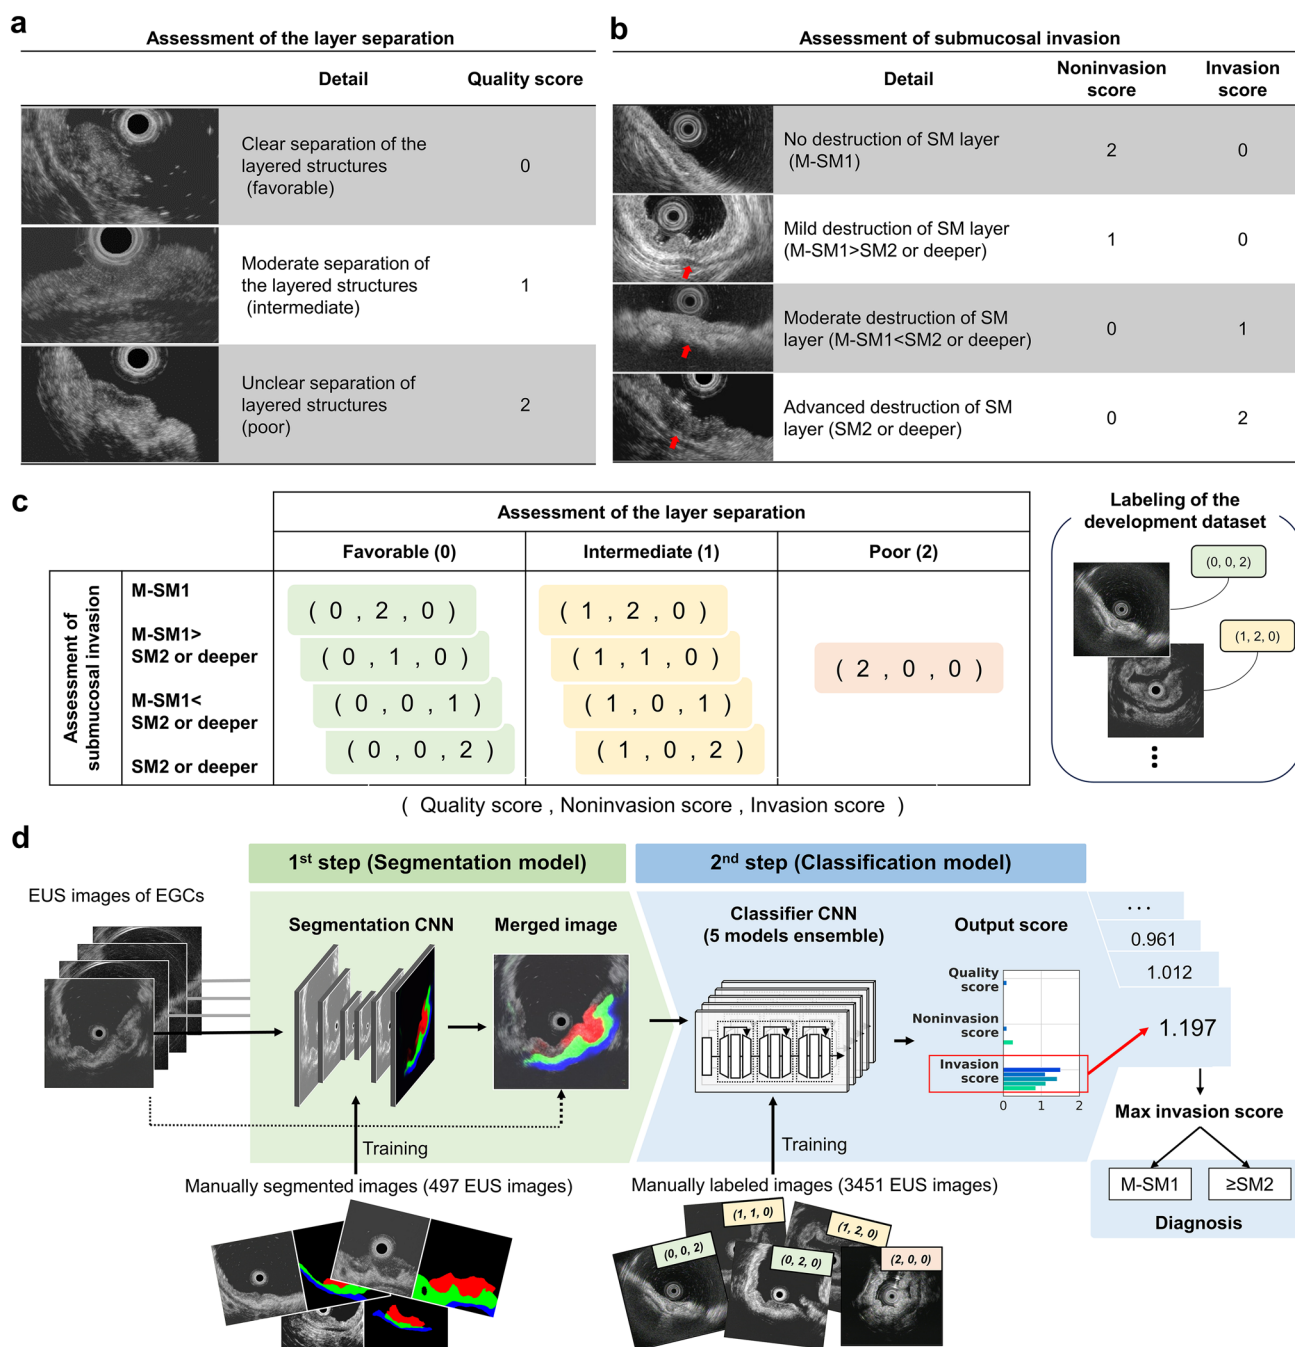 a
Assessment of the layer separation
Detail
Quality score
Clear separation of the
layered structures
(favorable)
0
Moderate separation of
the layered structures
(intermediate)
1
Unclear separation of
layered structures
(poor)
2
b
Assessment of submucosal invasion
Detail
Noninvasion
score
Invasion
score
No destruction of SM layer
(M-SM1)
2
0
Mild destruction of SM layer
(M-SM1>SM2 or deeper)
1
0
Moderate destruction of SM
layer (M-SM1<SM2 or deeper)
0
1
Advanced destruction of SM
layer (SM2 or deeper)
0
2
c
Assessment of the layer separation
Favorable (0)
Intermediate (1)
Poor (2)
Assessment of
submucosal invasion
M-SM1
M-SM1>
SM2 or deeper
M-SM1<
SM2 or deeper
SM2 or deeper
( 0 , 2 , 0 )
( 0 , 1 , 0 )
( 0 , 0 , 1 )
( 0 , 0 , 2 )
( 1 , 2 , 0 )
( 1 , 1 , 0 )
( 1 , 0 , 1 )
( 1 , 0 , 2 )
( 2 , 0 , 0 )
( Quality score , Noninvasion score , Invasion score )
Labeling of the
development dataset
(0, 0, 2)
(1, 2, 0)
d
1st step (Segmentation model)
2nd step (Classification model)
EUS images of EGCs
Segmentation CNN
Merged image
Classifier CNN
(5 models ensemble)
Output score
Quality
score
Noninvasion
score
Invasion
score
0
1
2
...
0.961
1.012
1.197
Max invasion score
M-SM1
≥SM2
Diagnosis
Training
Training
Manually segmented images (497 EUS images)
Manually labeled images (3451 EUS images)
(0, 0, 2)
(1, 1, 0)
(0, 2, 0)
(1, 2, 0)
(2, 0, 0)